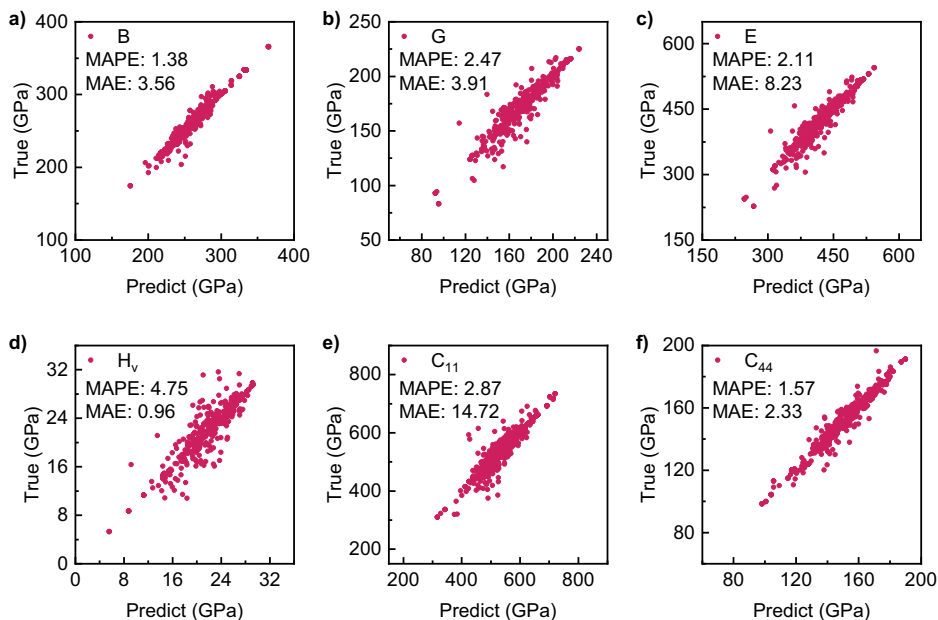 a)
B
MAPE: 1.38
MAE: 3.56
400
300
200
100
100 200 300 400
True (GPa)
Predict (GPa)
b)
G
MAPE: 2.47
MAE: 3.91
250
200
150
100
50
40 80 120 160 200 240
True (GPa)
Predict (GPa)
c)
E
MAPE: 2.11
MAE: 8.23
600
450
300
150
150 300 450 600
True (GPa)
Predict (GPa)
d)
Hv
MAPE: 4.75
MAE: 0.96
32
24
16
8
0
0 8 16 24 32
True (GPa)
Predict (GPa)
e)
C11
MAPE: 2.87
MAE: 14.72
800
600
400
200
200 400 600 800
True (GPa)
Predict (GPa)
f)
C44
MAPE: 1.57
MAE: 2.33
200
160
120
80
80 120 160 200
True (GPa)
Predict (GPa)